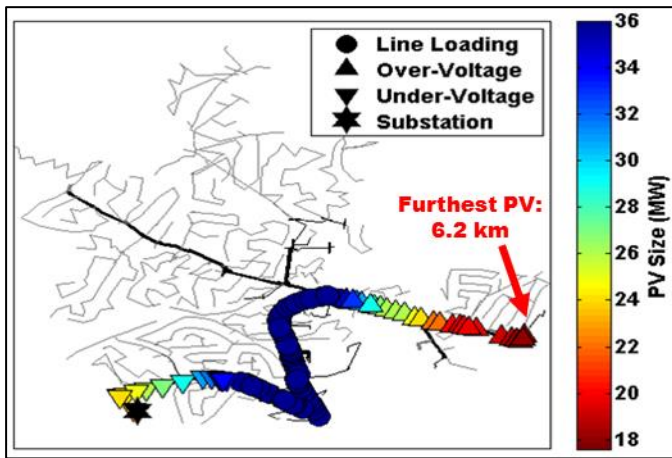 Line Loading
Over-Voltage
Under-Voltage
Substation
Furthest PV:
6.2 km
36
34
32
30
28
26
24
22
20
18
PV Size (MW)